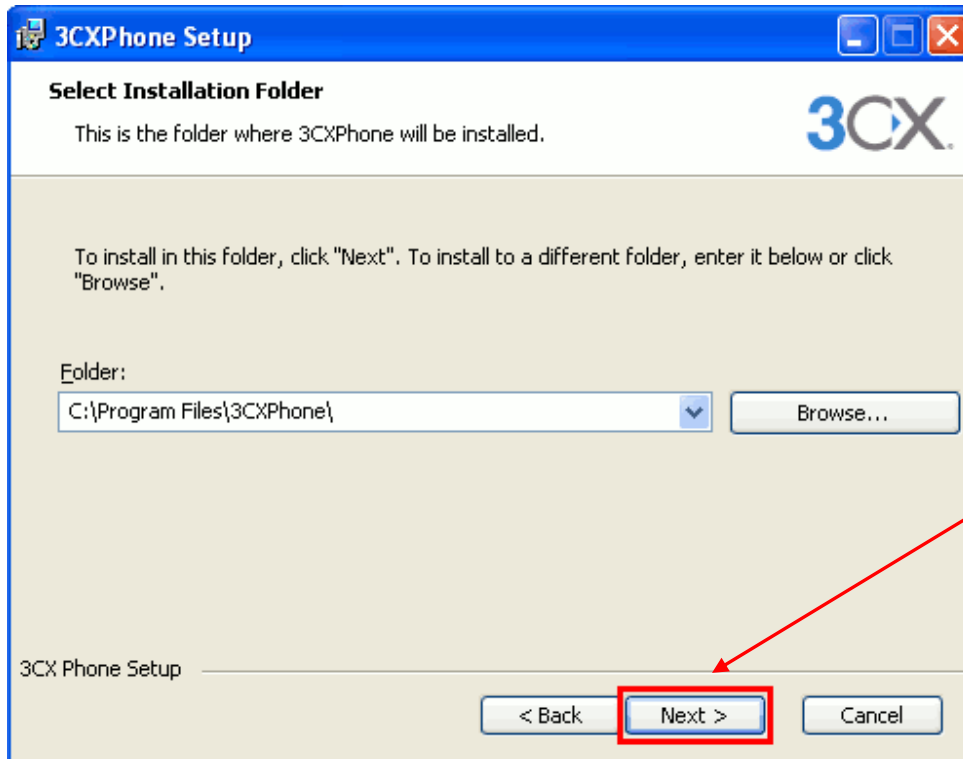 3CXPhone Setup
Select Installation Folder
This is the folder where 3CXPhone will be installed.
3CX.
To install in this folder, click "Next". To install to a different folder, enter it below or click
"Browse".
Folder:
C:\Program Files\3CXPhone\
Browse...
3CX Phone Setup
< Back
Next >
Cancel